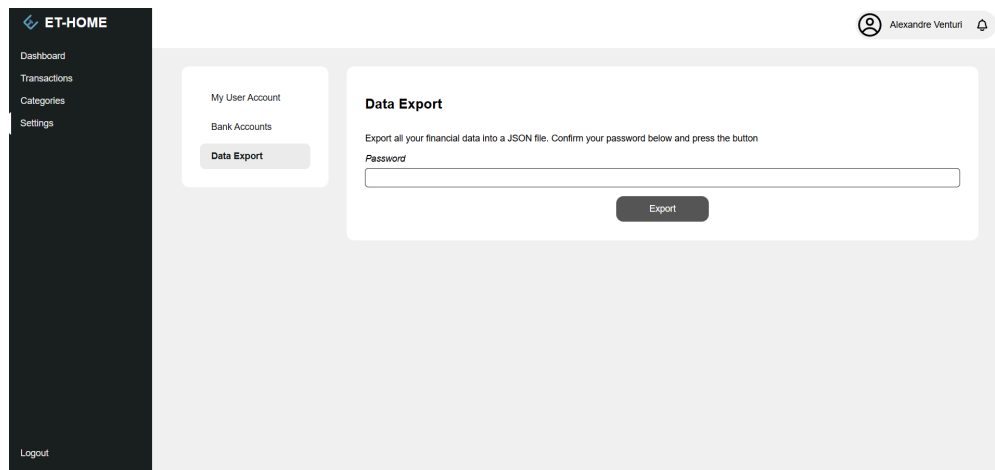 ET-HOME
Alexandre Venturi
Dashboard
Transactions
Categories
Settings
Logout
My User Account
Bank Accounts
Data Export
Data Export
Export all your financial data into a JSON file. Confirm your password below and press the button
Password
Export